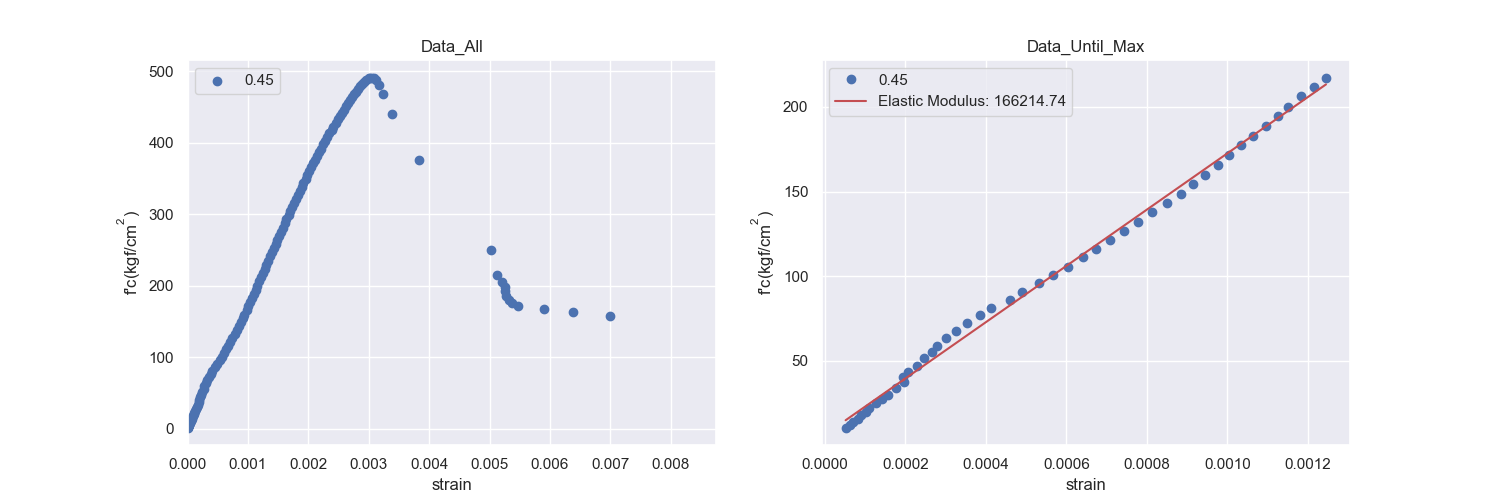 Data_All
0.45
f'c(kgf/cm²)
500
400
300
200
100
0
0.000 0.001 0.002 0.003 0.004 0.005 0.006 0.007 0.008
strain
Data_Until_Max
0.45
Elastic Modulus: 166214.74
f'c(kgf/cm²)
200
150
100
50
0.0000 0.0002 0.0004 0.0006 0.0008 0.0010 0.0012
strain